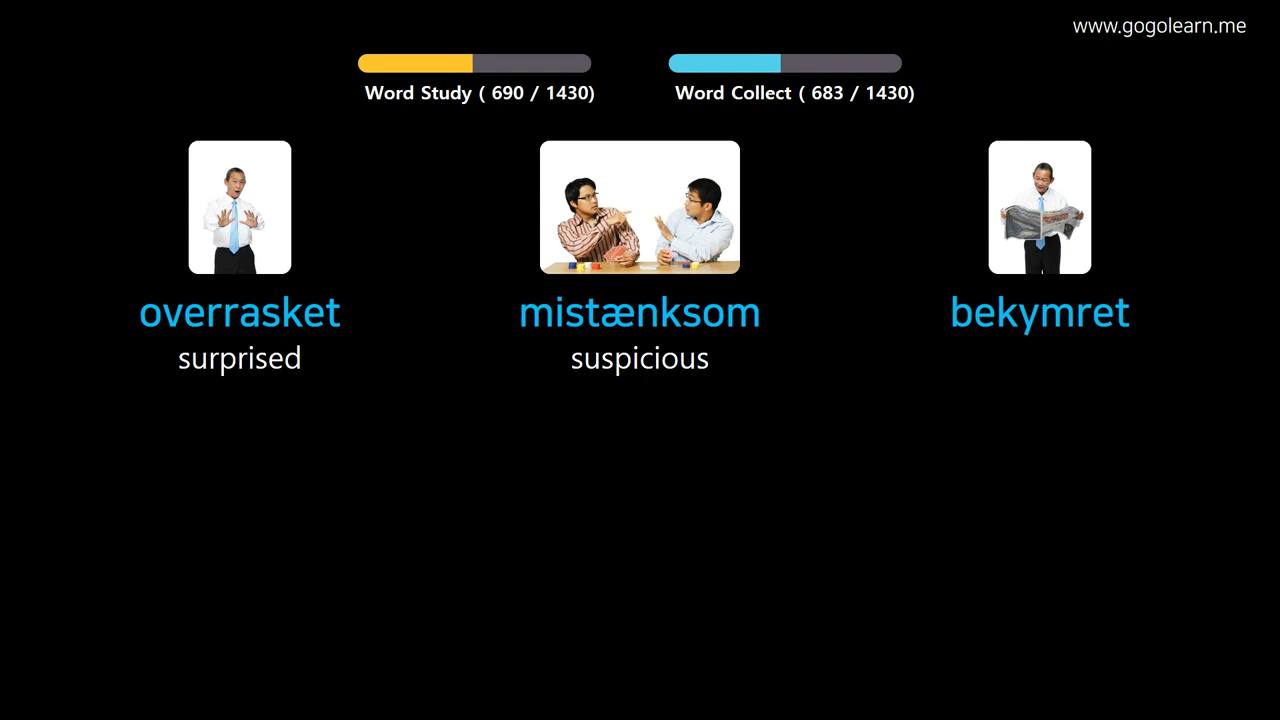 www.gogolearn.me
Word Study ( 690 / 1430)
Word Collect ( 683 / 1430)
overrasket
mistænksom
bekymret
surprised
suspicious